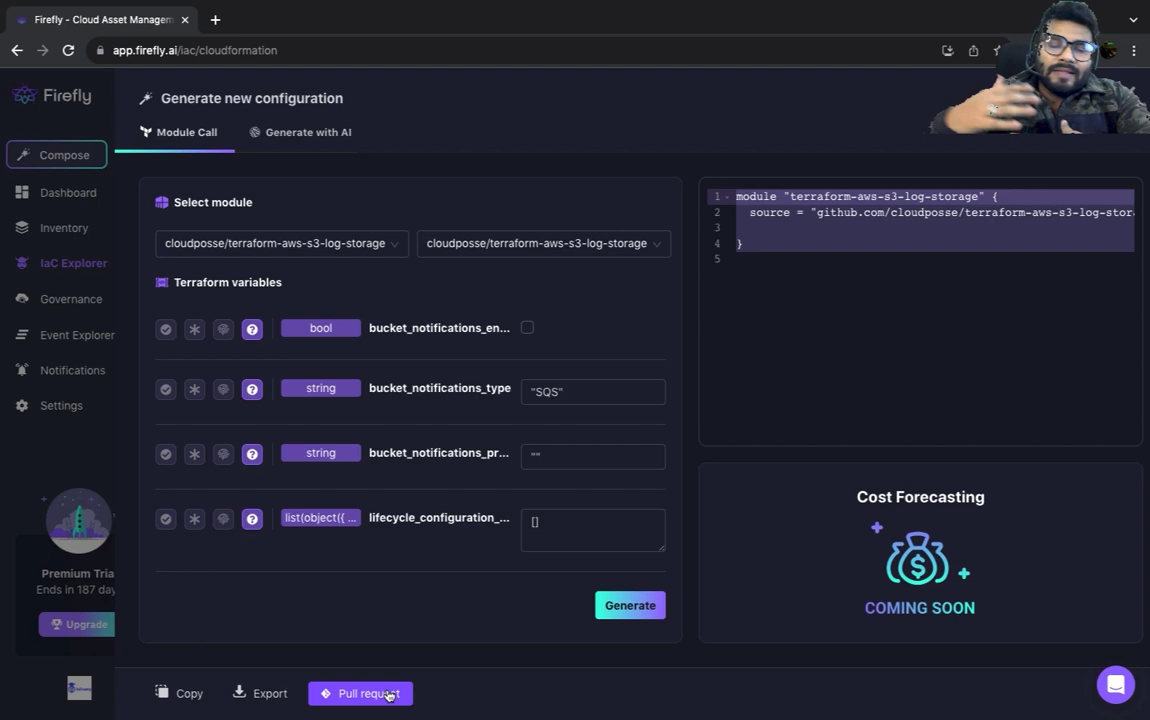 Firefly - Cloud Asset Managem
app.firefly.ai/iac/cloudformation
Firefly
Generate new configuration
Module Call
Generate with AI
Compose
Dashboard
Inventory
IaC Explorer
Governance
Event Explorer
Notifications
Settings
Premium Tria
Ends in 187 day
Upgrade
Select module
cloudposse/terraform-aws-s3-log-storage
cloudposse/terraform-aws-s3-log-storage
Terraform variables
bool bucket_notifications_en...
string bucket_notifications_type "SQS"
string bucket_notifications_pr... ""
list(object({ ... lifecycle_configuration_... []
Generate
1 module "terraform-aws-s3-log-storage" {
2 source = "github.com/cloudposse/terraform-aws-s3-log-stor
3
4 }
5
Cost Forecasting
COMING SOON
Copy
Export
Pull request